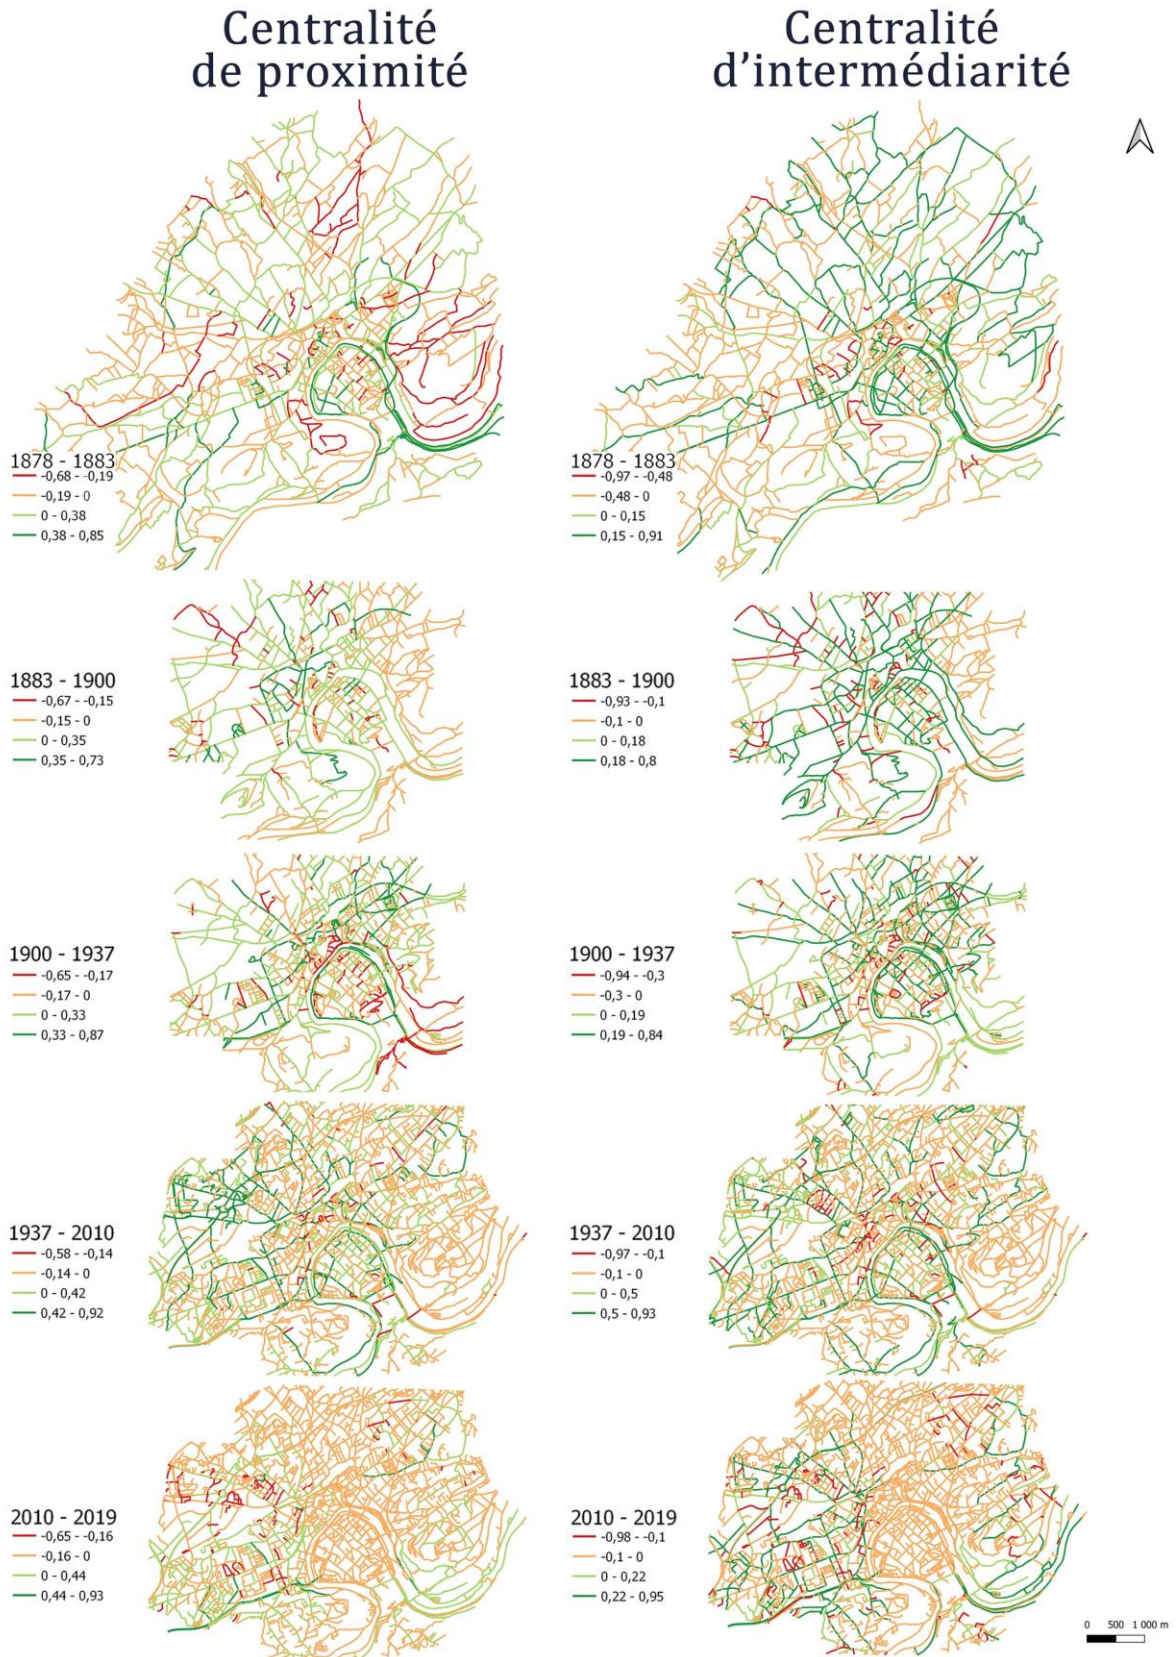 Centralité
de proximité
Centralité
d'intermédiarité
1878 - 1883
-0,68 - -0,19
-0,19 - 0
0 - 0,38
0,38 - 0,85
1878 - 1883
-0,97 - -0,48
-0,48 - 0
0 - 0,15
0,15 - 0,91
1883 - 1900
-0,67 - -0,15
-0,15 - 0
0 - 0,35
0,35 - 0,73
1883 - 1900
-0,93 - -0,1
-0,1 - 0
0 - 0,18
0,18 - 0,8
1900 - 1937
-0,65 - -0,17
-0,17 - 0
0 - 0,33
0,33 - 0,87
1900 - 1937
-0,94 - -0,3
-0,3 - 0
0 - 0,19
0,19 - 0,84
1937 - 2010
-0,58 - -0,14
-0,14 - 0
0 - 0,42
0,42 - 0,92
1937 - 2010
-0,97 - -0,1
-0,1 - 0
0 - 0,5
0,5 - 0,93
2010 - 2019
-0,65 - -0,16
-0,16 - 0
0 - 0,44
0,44 - 0,93
2010 - 2019
-0,98 - -0,1
-0,1 - 0
0 - 0,22
0,22 - 0,95
0 500 1 000 m